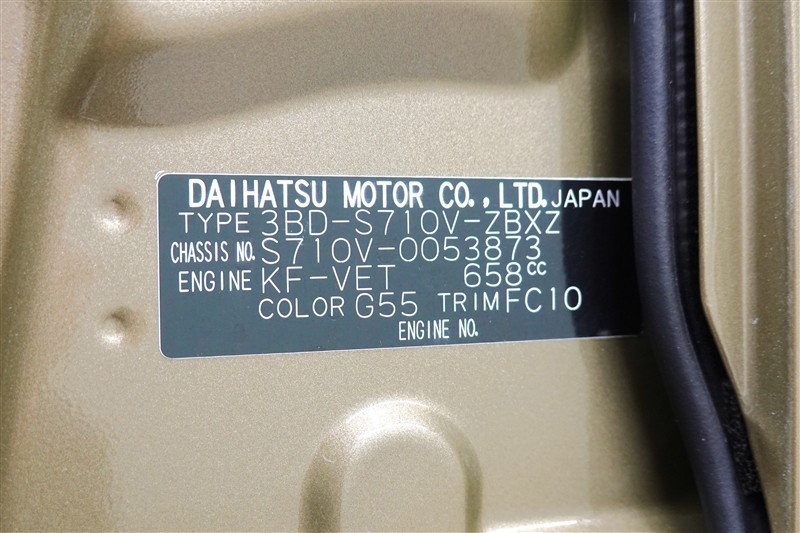 DAIHATSU MOTOR CO., LTD. JAPAN
TYPE 3BD-S710V-ZBXZ
CHASSIS NO. S710V-0053873
ENGINE KF-VET 658cc
COLOR G55 TRIM FC10
ENGINE NO.